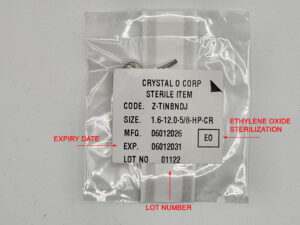 CRYSTAL O CORP
STERILE ITEM
CODE. Z-TINBNDJ
SIZE. 1.6-12.0-5/8-HP-CR
MFG. 06012026
EXP. 06012031
LOT NO 01122
EO
EXPIRY DATE
ETHYLENE OXIDE
STERILIZATION
LOT NUMBER